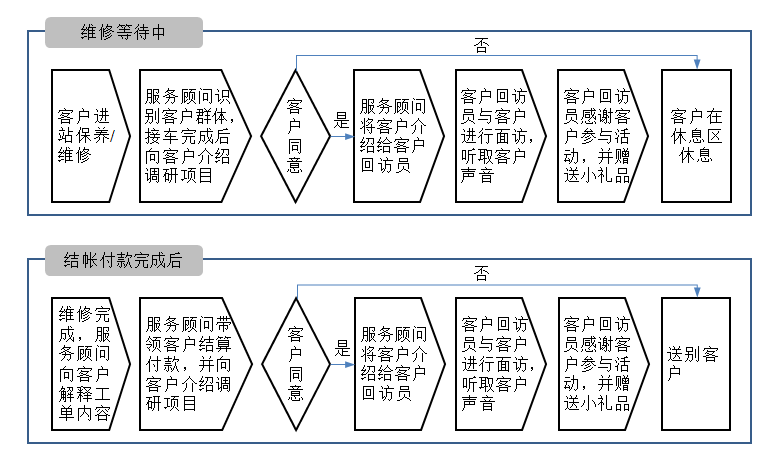 维修等待中
否
客户进
站保养/
维修
服务顾问识
别客户群体，
接车完成后
向客户介绍
调研项目
客
户
同
意
是
服务顾问
将客户介
绍给客户
回访员
客户回访
员与客户
进行面访，
听取客户
声音
客户回访
员感谢客
户参与活
动，并赠
送小礼品
客户在
休息区
休息
结帐付款完成后
否
维修完
成，服
务顾问
向客户
解释工
单内容
服务顾问带
领客户结算
付款，并向
客户介绍调
研项目
客
户
同
意
是
服务顾问
将客户介
绍给客户
回访员
客户回访
员与客户
进行面访，
听取客户
声音
客户回访
员感谢客
户参与活
动，并赠
送小礼品
送别客
户